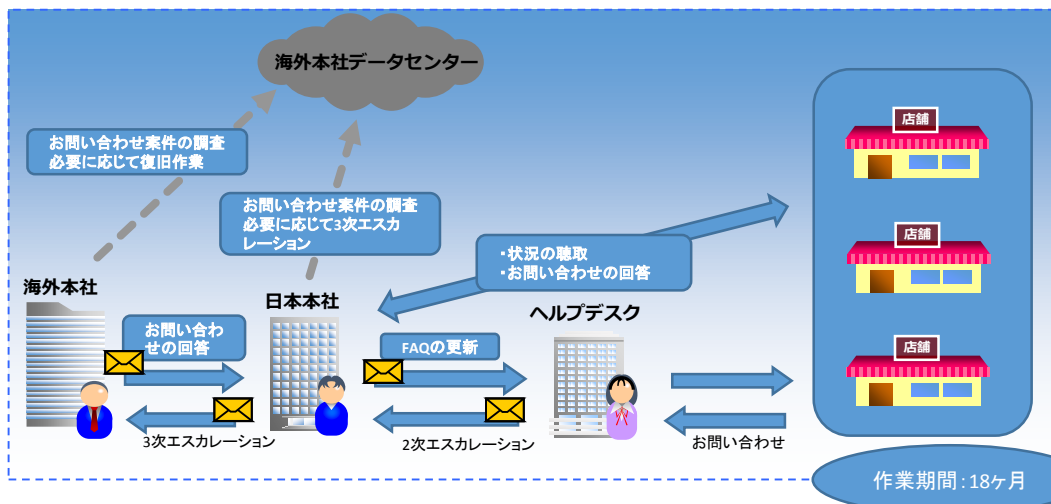 海外本社データセンター
お問い合わせ案件の調査
必要に応じて復旧作業
お問い合わせ案件の調査
必要に応じて3次エスカ
レーション
・状況の聴取
・お問い合わせの回答
店舗
店舗
店舗
海外本社
日本本社
ヘルプデスク
お問い合わ
せの回答
FAQの更新
3次エスカレーション
2次エスカレーション
お問い合わせ
作業期間：18ヶ月